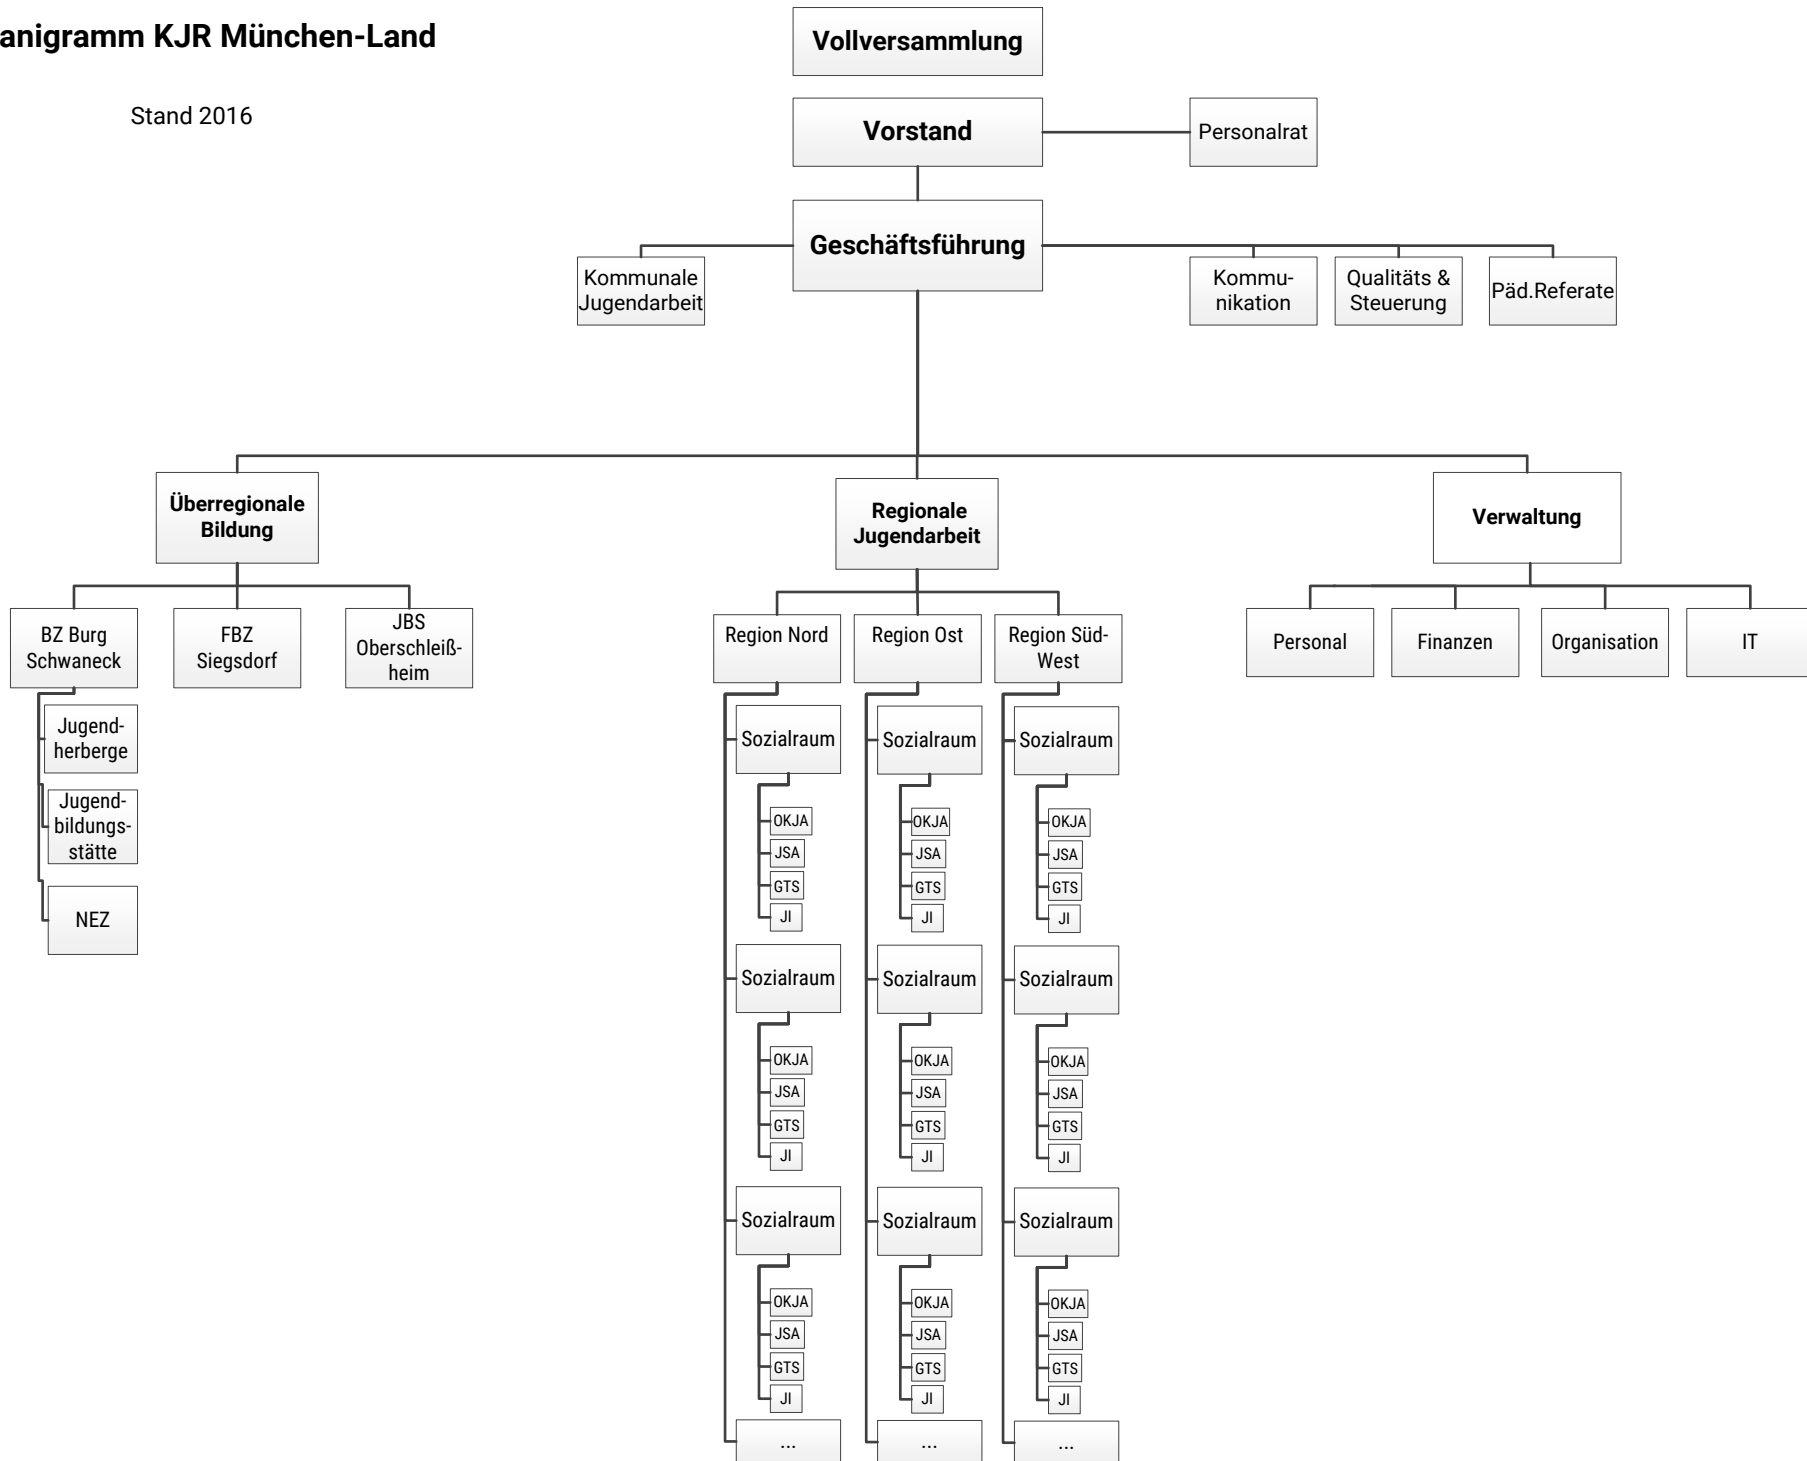 anigramm KJR München-Land
Stand 2016
Vollversammlung
Vorstand
Personalrat
Geschäftsführung
Kommunale
Jugendarbeit
Kommu-
nikation
Qualitäts &
Steuerung
Päd.Referate
Überregionale
Bildung
Regionale
Jugendarbeit
Verwaltung
BZ Burg
Schwaneck
FBZ
Siegsdorf
JBS
Oberschleiß-
heim
Jugend-
herberge
Jugend-
bildungs-
stätte
NEZ
Region Nord
Region Ost
Region Süd-
West
Personal
Finanzen
Organisation
IT
Sozialraum
OKJA
JSA
GTS
JI
Sozialraum
OKJA
JSA
GTS
JI
Sozialraum
OKJA
JSA
GTS
JI
...
Sozialraum
OKJA
JSA
GTS
JI
Sozialraum
OKJA
JSA
GTS
JI
Sozialraum
OKJA
JSA
GTS
JI
...
Sozialraum
OKJA
JSA
GTS
JI
Sozialraum
OKJA
JSA
GTS
JI
Sozialraum
OKJA
JSA
GTS
JI
...